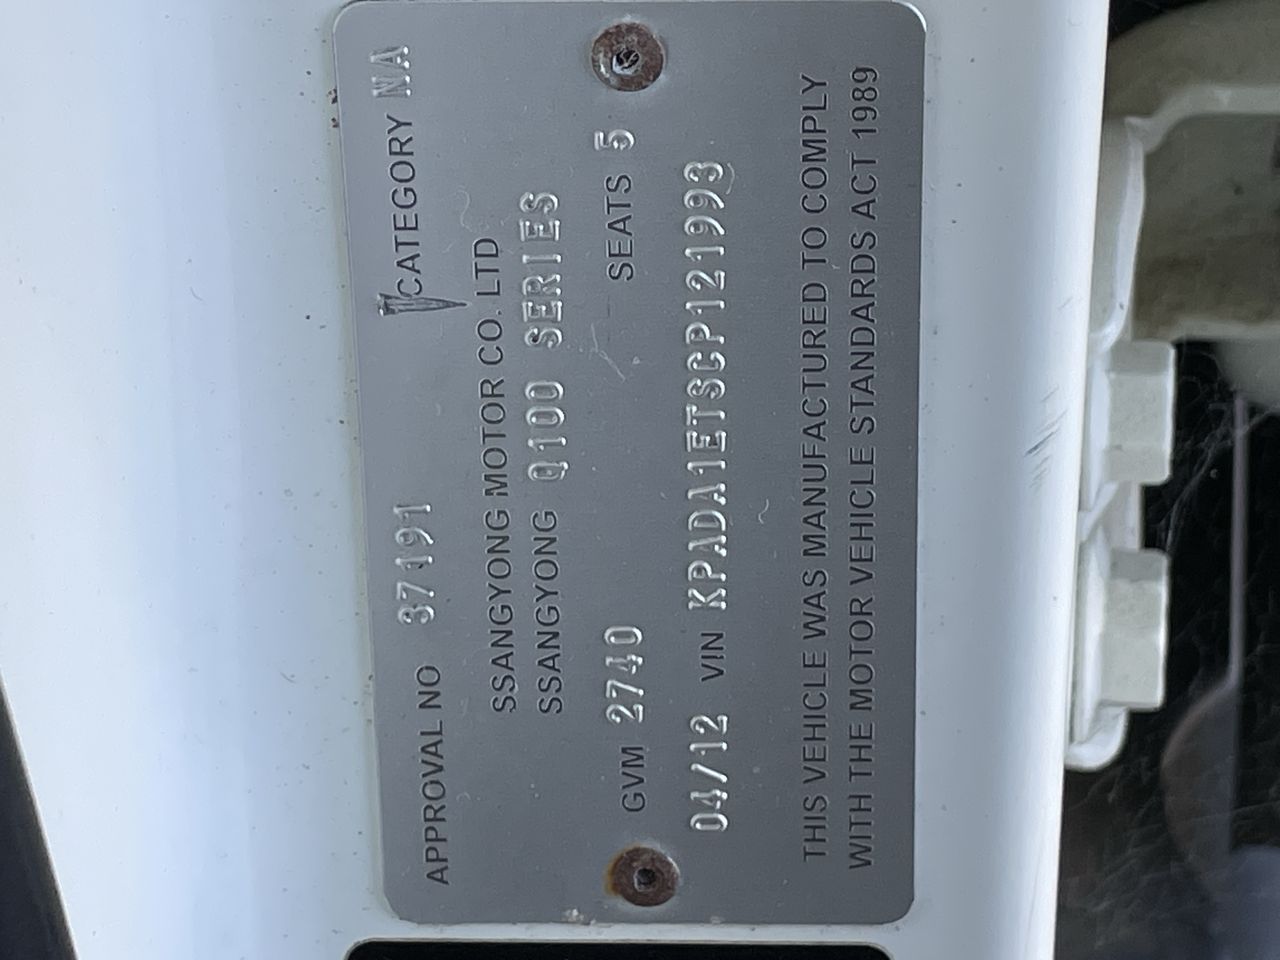 APPROVAL NO 37191 CATEGORY NA
SSANGYONG MOTOR CO. LTD
SSANGYONG Q100 SERIES
GVM 2740 SEATS 5
04/12 VIN KPADA1ETSCP121993
THIS VEHICLE WAS MANUFACTURED TO COMPLY
WITH THE MOTOR VEHICLE STANDARDS ACT 1989